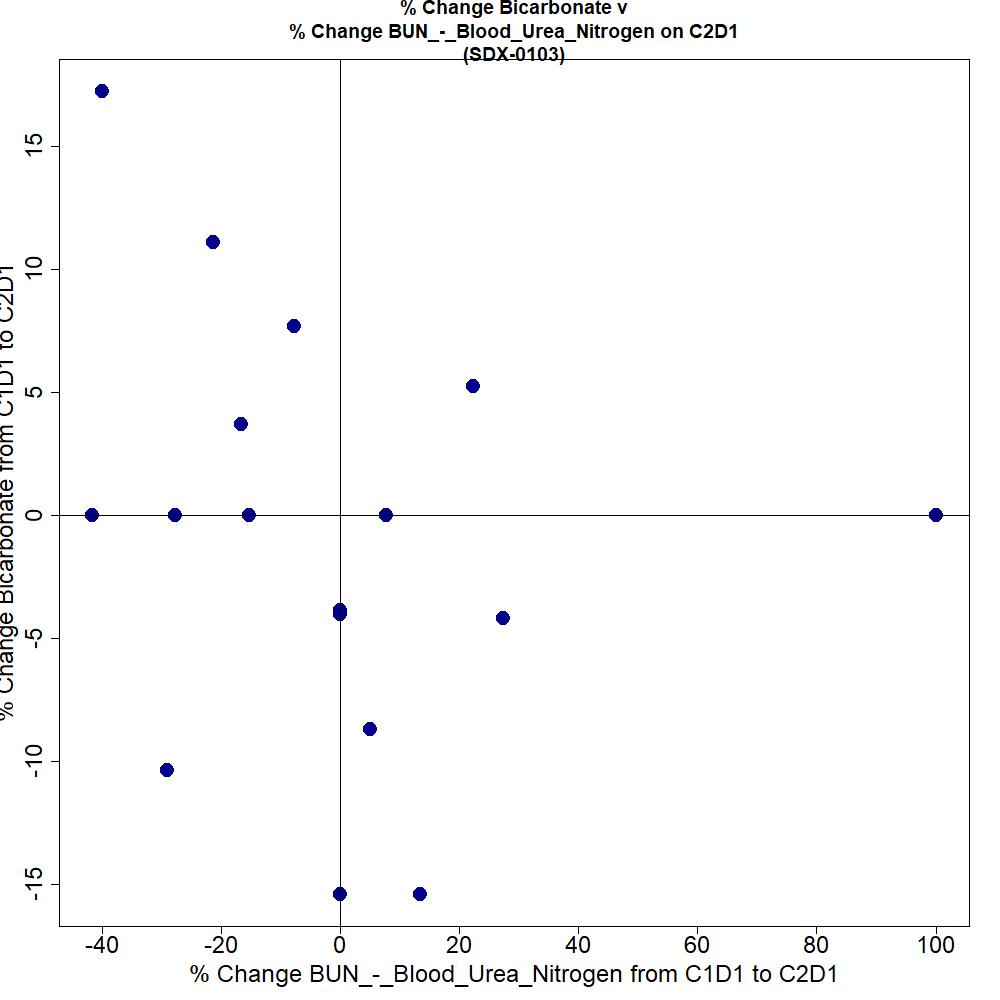 % Change Bicarbonate v
% Change BUN_-_Blood_Urea_Nitrogen on C2D1
(SDX-0103)
% Change Bicarbonate from C1D1 to C2D1
15
10
5
0
-5
-10
-15
-40 -20 0 20 40 60 80 100
% Change BUN_-_Blood_Urea_Nitrogen from C1D1 to C2D1